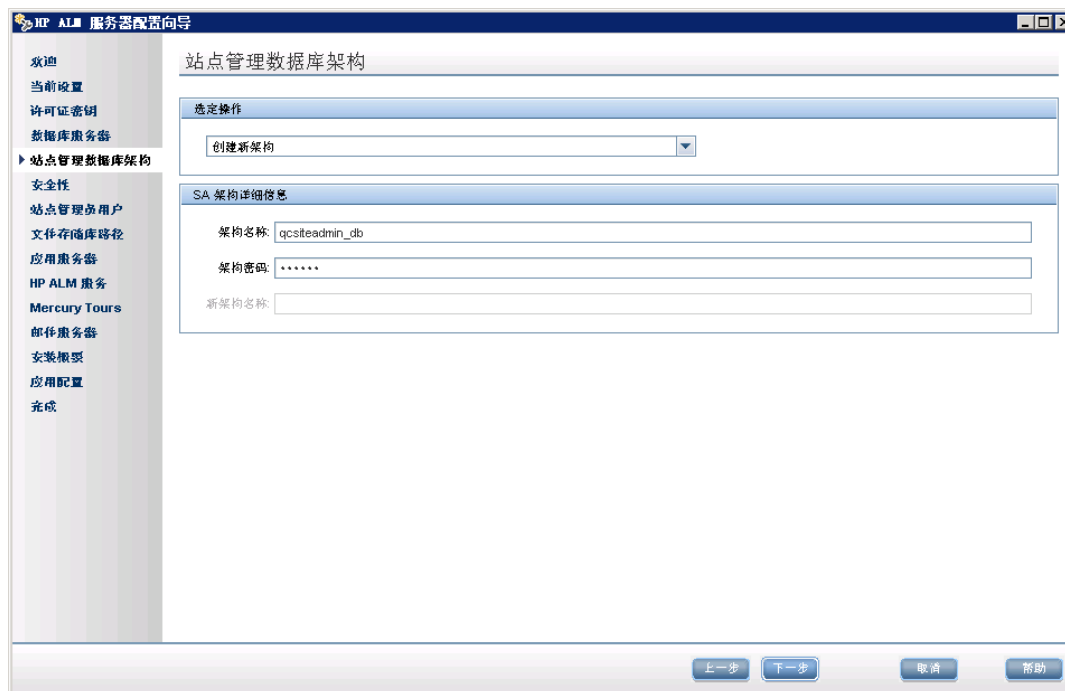 HP ALM 服务器配置向导
欢迎
当前设置
许可证密钥
数据库服务器
站点管理数据库架构
安全性
站点管理员用户
文件存储库路径
应用服务器
HP ALM 服务
Mercury Tours
邮件服务器
安装概要
应用配置
完成
站点管理数据库架构
选定操作
创建新架构
SA 架构详细信息
架构名称: qcsiteadmin_db
架构密码: ••••••
新架构名称:
上一步 下一步 取消 帮助